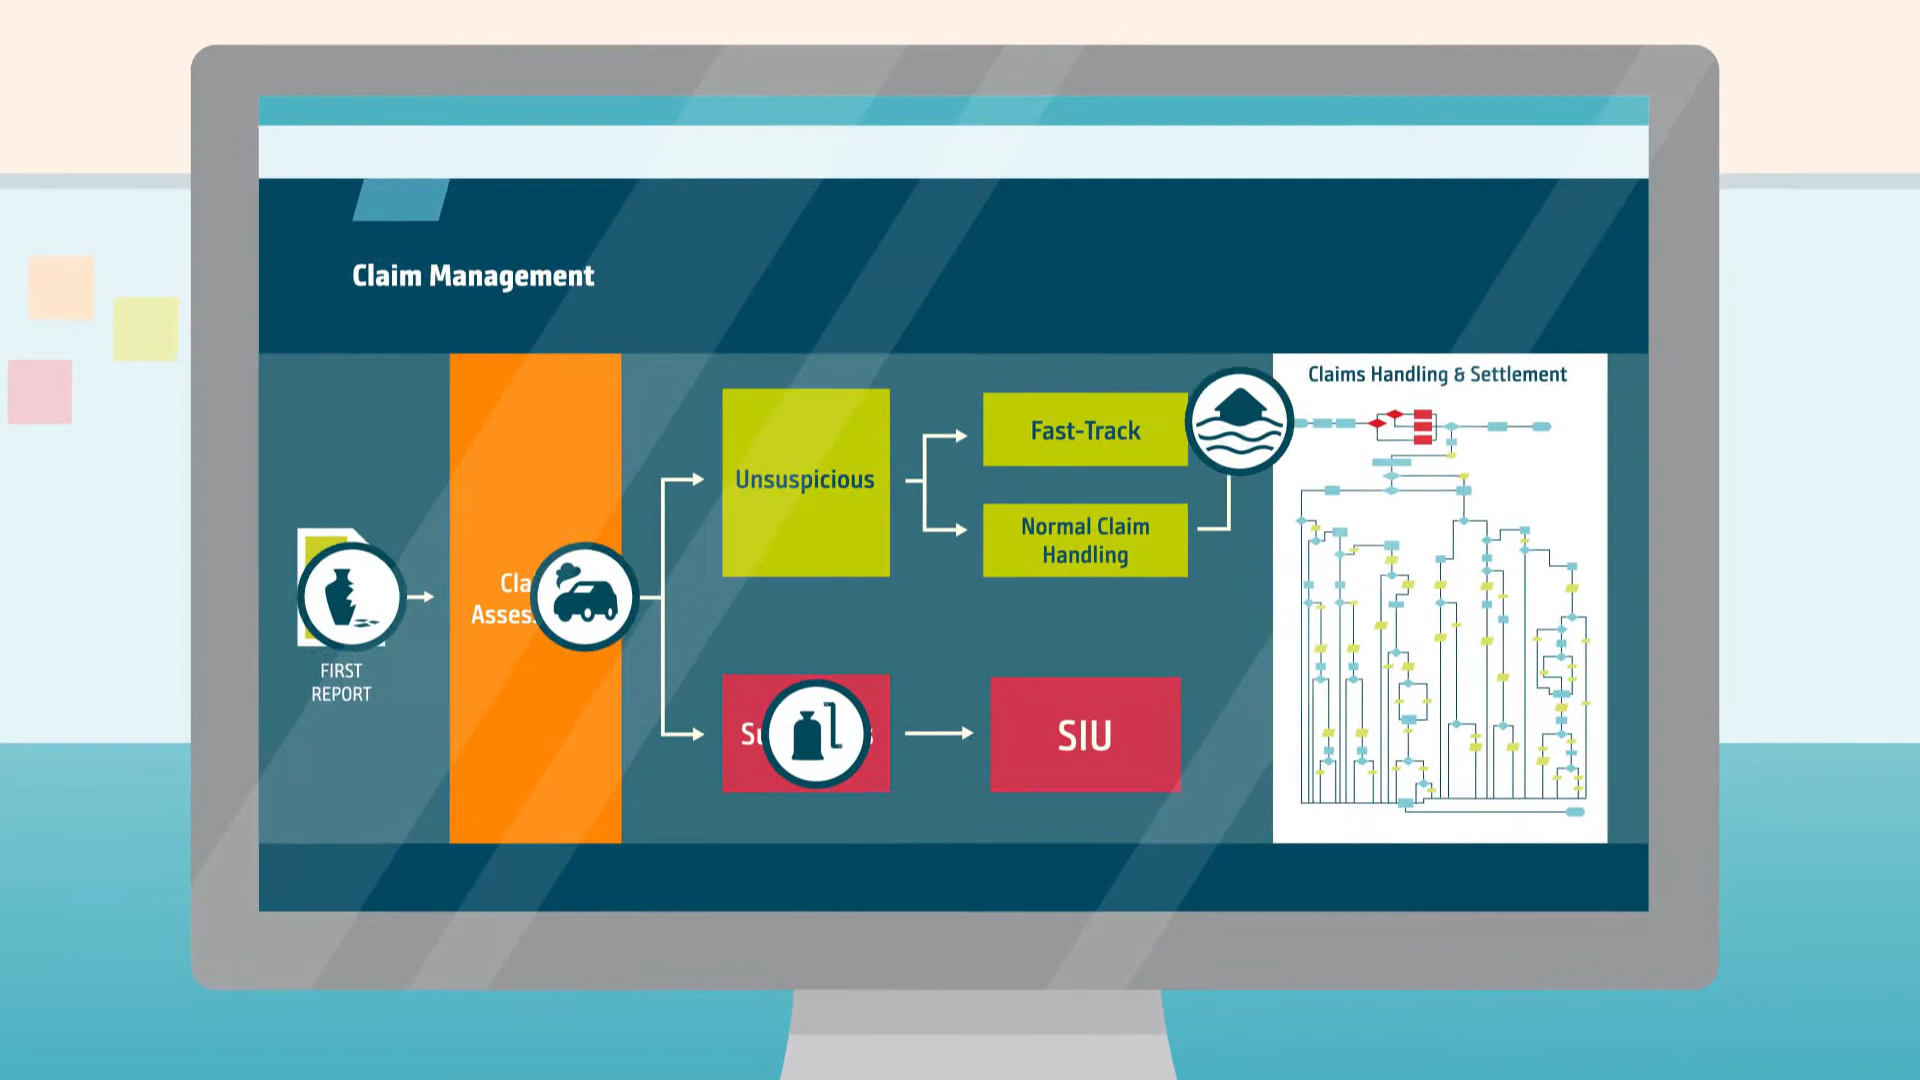 Claim Management
Claims Handling & Settlement
Fast-Track
Unsuspicious
Normal Claim
Handling
FIRST
REPORT
SIU